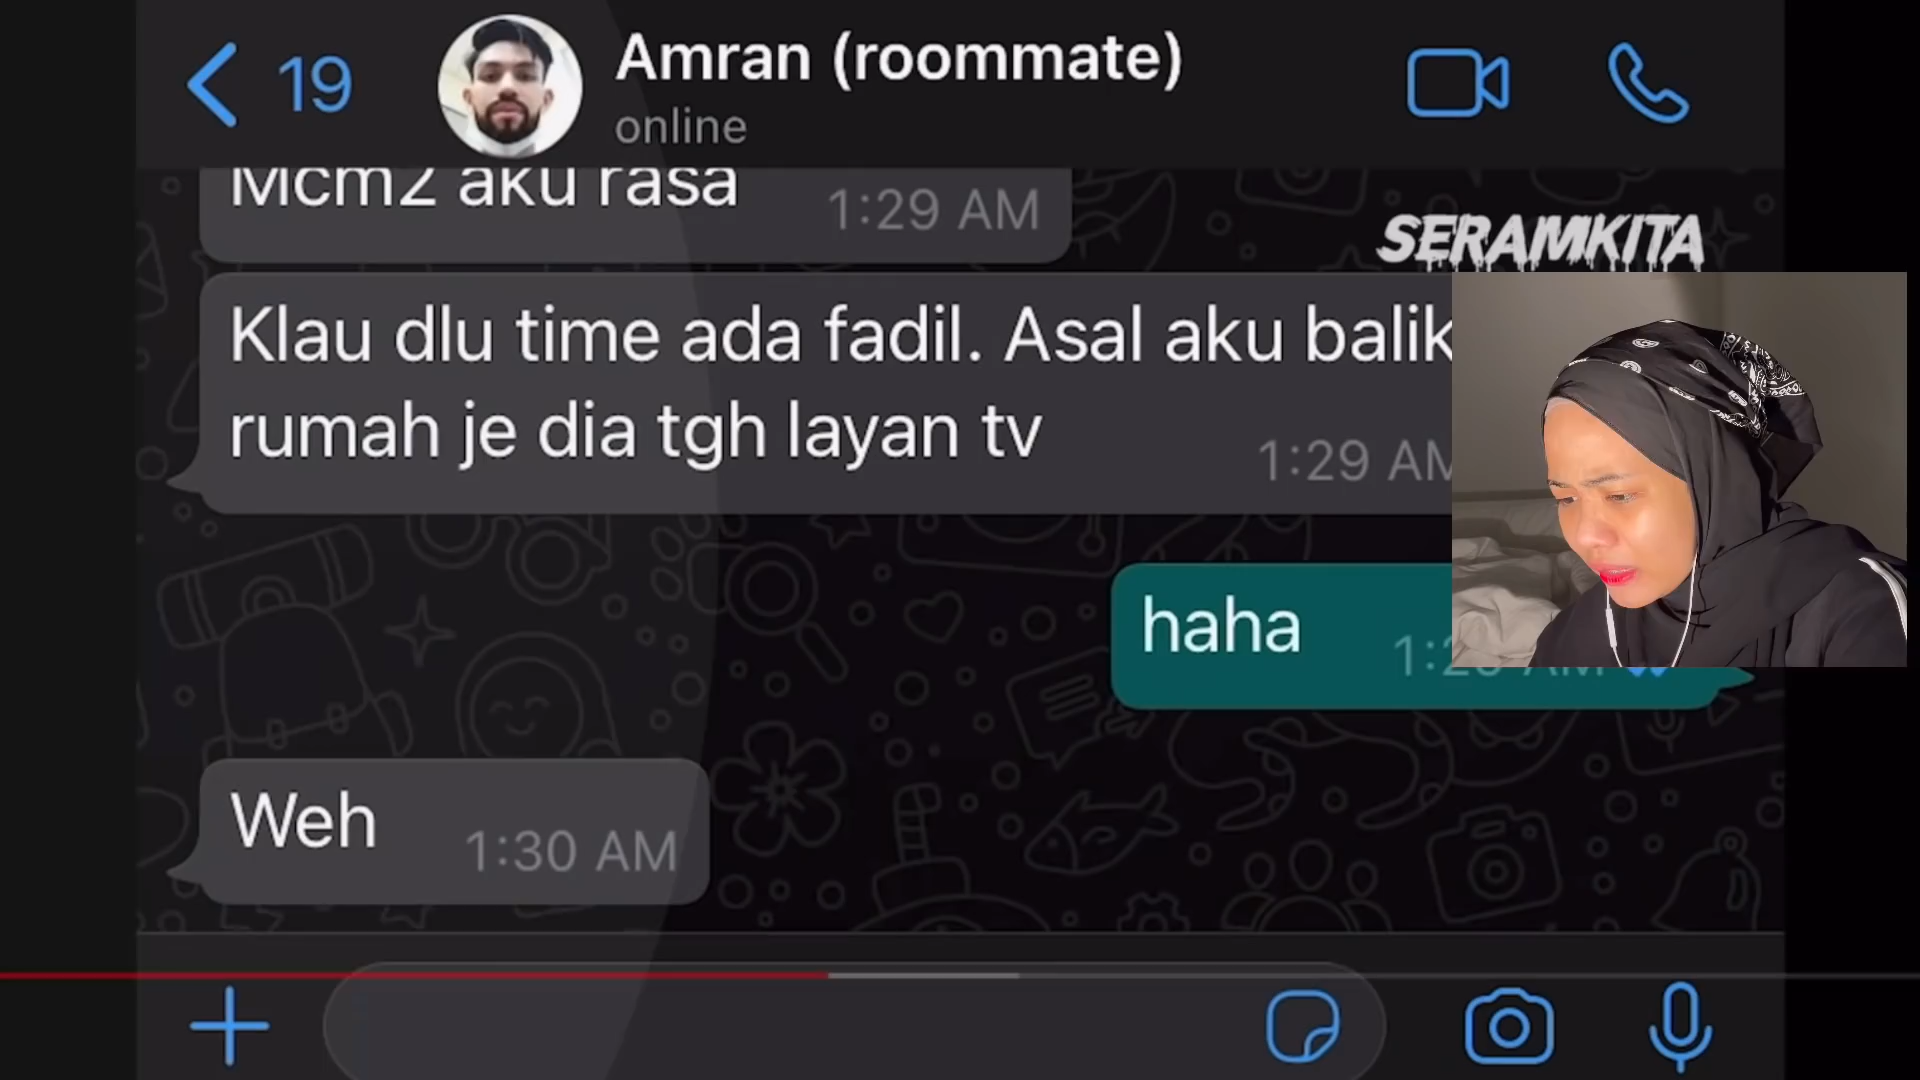 19
Amran (roommate)
online
Mcm2 aku rasa
1:29 AM
SERAMKITA
Klau dlu time ada fadil. Asal aku balik
rumah je dia tgh layan tv
1:29 AM
haha
Weh
1:30 AM